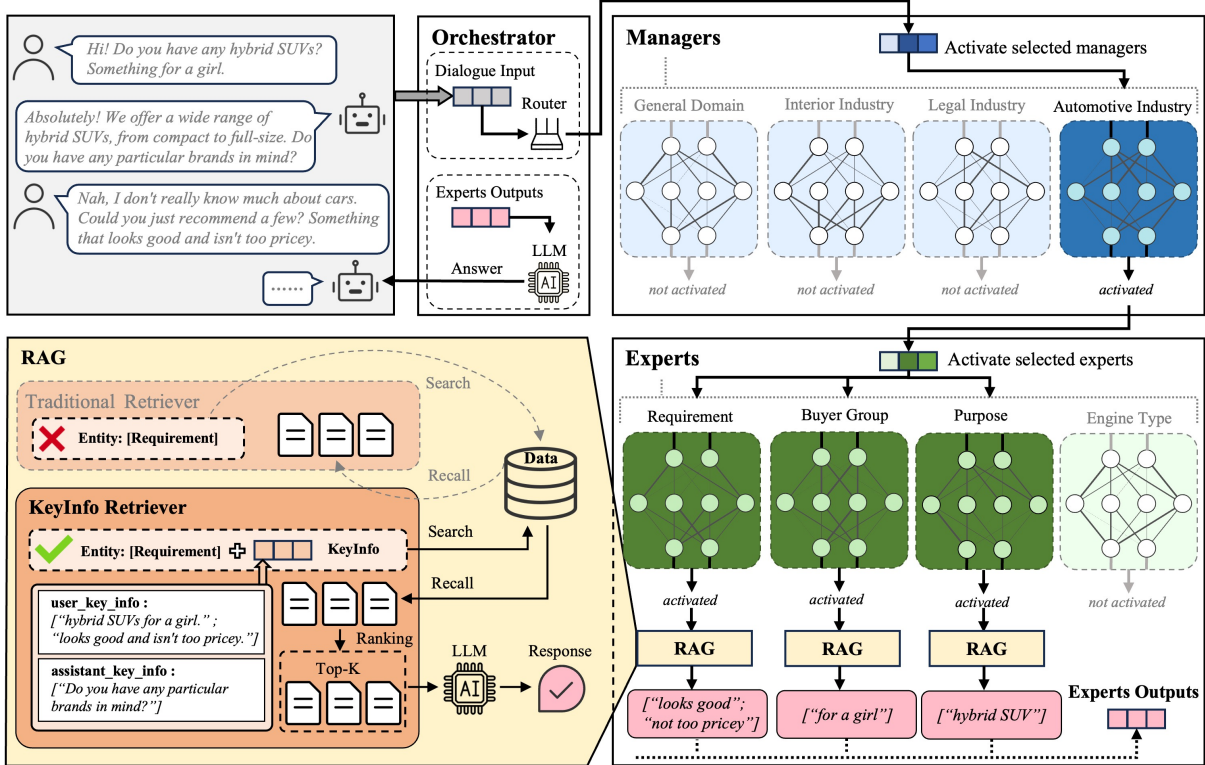 Hi! Do you have any hybrid SUVs?
Something for a girl.
Absolutely! We offer a wide range of
hybrid SUVs, from compact to full-size. Do
you have any particular brands in mind?
Nah, I don't really know much about cars.
Could you just recommend a few? Something
that looks good and isn't too pricey.
......
Orchestrator
Dialogue Input
Router
Experts Outputs
LLM
AI
Answer
Managers
Activate selected managers
General Domain
Interior Industry
Legal Industry
Automotive Industry
not activated
not activated
not activated
activated
RAG
Traditional Retriever
Entity: [Requirement]
Search
Recall
Data
KeyInfo Retriever
Entity: [Requirement]
KeyInfo
Search
Recall
user_key_info :
["hybrid SUVs for a girl." ;
"looks good and isn't too pricey."]
assistant_key_info :
["Do you have any particular
brands in mind?"]
Ranking
Top-K
LLM
AI
Response
Experts
Activate selected experts
Requirement
Buyer Group
Purpose
Engine Type
activated
activated
activated
not activated
RAG
RAG
RAG
["looks good";
"not too pricey"]
["for a girl"]
["hybrid SUV"]
Experts Outputs